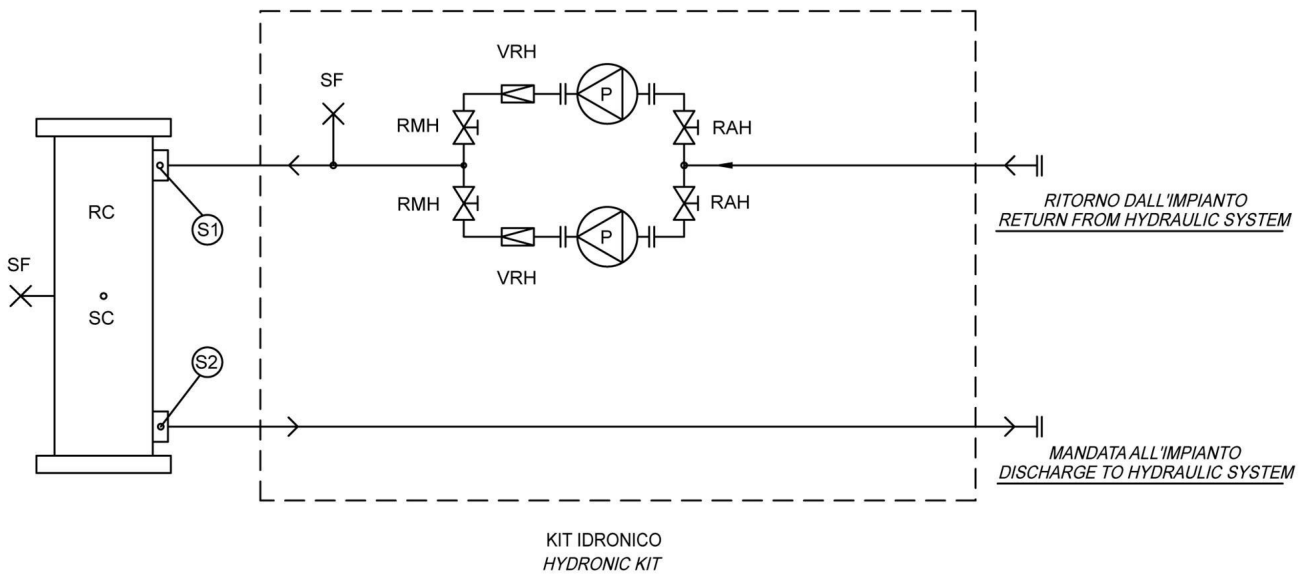 VRH
SF
P
RMH
RAH
RMH
RAH
RITORNO DALL'IMPIANTO
RETURN FROM HYDRAULIC SYSTEM
RC
S1
P
VRH
SF
SC
S2
MANDATA ALL'IMPIANTO
DISCHARGE TO HYDRAULIC SYSTEM
KIT IDRONICO
HYDRONIC KIT